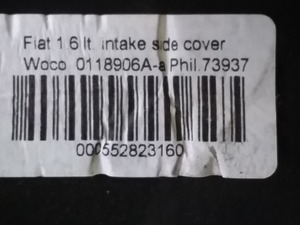 Fiat 1.6 lt. intake side cover
Woco 0118906A-a Phil.73937
000552823160